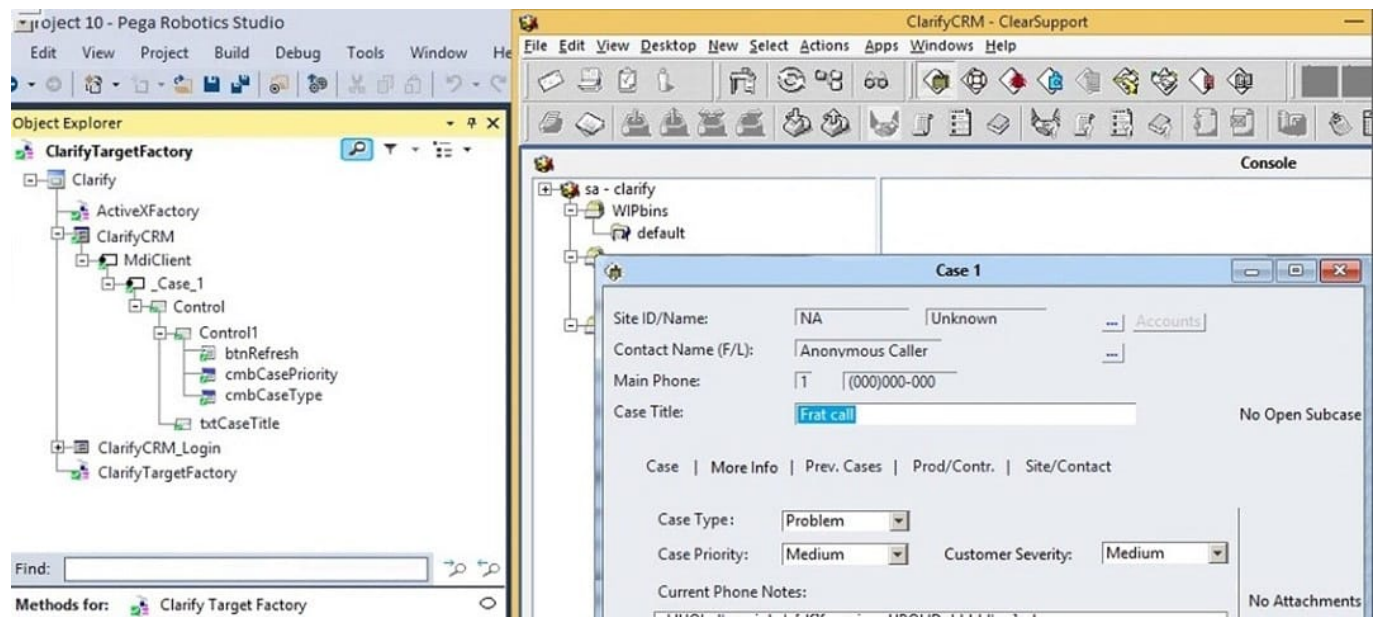 roject 10 - Pega Robotics Studio
Edit View Project Build Debug Tools Window He
Object Explorer
ClarifyTargetFactory
Clarify
ActiveXFactory
ClarifyCRM
MdiClient
_Case_1
Control
Control1
btnRefresh
cmbCasePriority
cmbCaseType
txtCaseTitle
ClarifyCRM_Login
ClarifyTargetFactory
Find:
Methods for: Clarify Target Factory
ClarifyCRM - ClearSupport
File Edit View Desktop New Select Actions Apps Windows Help
Console
sa - clarify
WIPbins
default
Case 1
Site ID/Name: NA Unknown ... Accounts
Contact Name (F/L): Anonymous Caller ...
Main Phone: 1 (000)000-000
Case Title: Frat call No Open Subcase
Case | More Info | Prev. Cases | Prod/Contr. | Site/Contact
Case Type: Problem
Case Priority: Medium Customer Severity: Medium
Current Phone Notes:
No Attachments